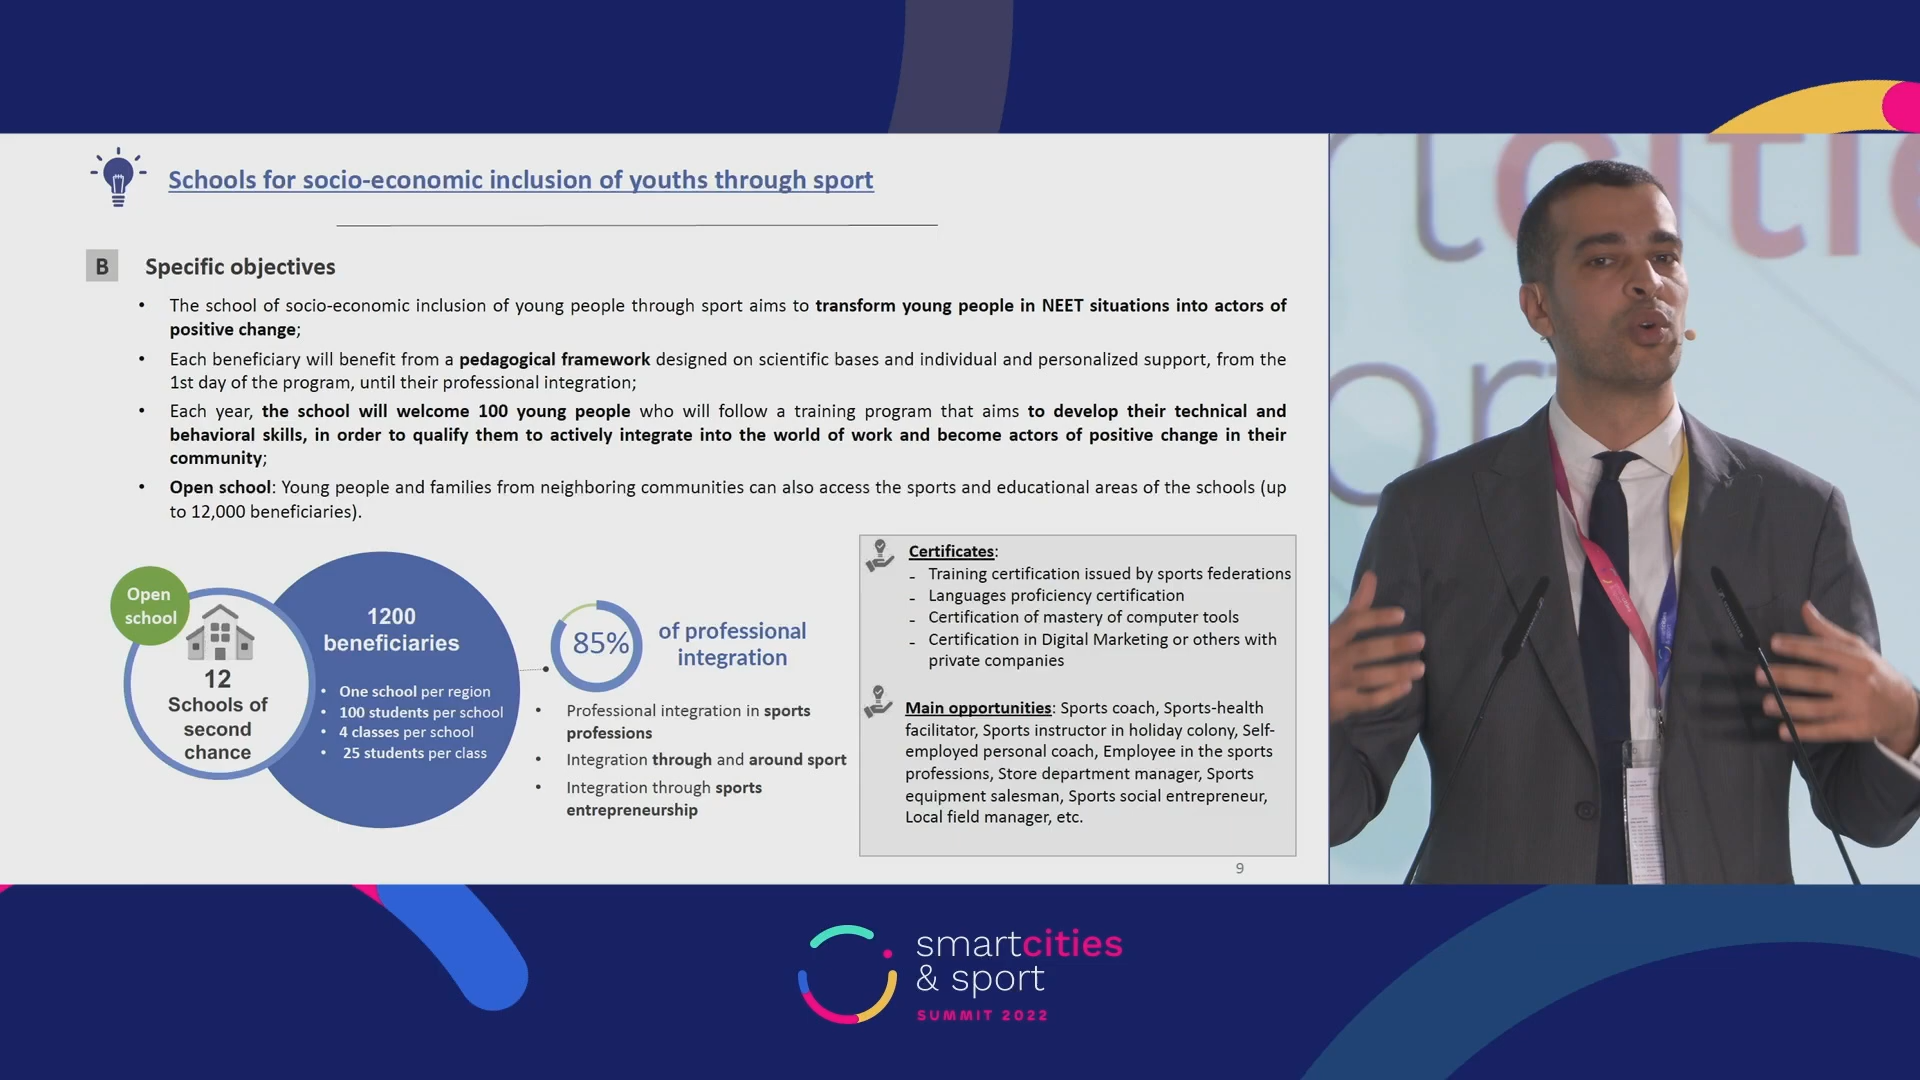 Schools for socio-economic inclusion of youths through sport
B Specific objectives
• The school of socio-economic inclusion of young people through sport aims to transform young people in NEET situations into actors of
positive change;
• Each beneficiary will benefit from a pedagogical framework designed on scientific bases and individual and personalized support, from the
1st day of the program, until their professional integration;
• Each year, the school will welcome 100 young people who will follow a training program that aims to develop their technical and
behavioral skills, in order to qualify them to actively integrate into the world of work and become actors of positive change in their
community;
• Open school: Young people and families from neighboring communities can also access the sports and educational areas of the schools (up
to 12,000 beneficiaries).
Open
school
12
Schools of
second
chance
1200
beneficiaries
• One school per region
• 100 students per school
• 4 classes per school
• 25 students per class
85%
of professional
integration
• Professional integration in sports
professions
• Integration through and around sport
• Integration through sports
entrepreneurship
Certificates:
- Training certification issued by sports federations
- Languages proficiency certification
- Certification of mastery of computer tools
- Certification in Digital Marketing or others with
private companies
Main opportunities: Sports coach, Sports-health
facilitator, Sports instructor in holiday colony, Self-
employed personal coach, Employee in the sports
professions, Store department manager, Sports
equipment salesman, Sports social entrepreneur,
Local field manager, etc.
9
smartcities
& sport
SUMMIT 2022